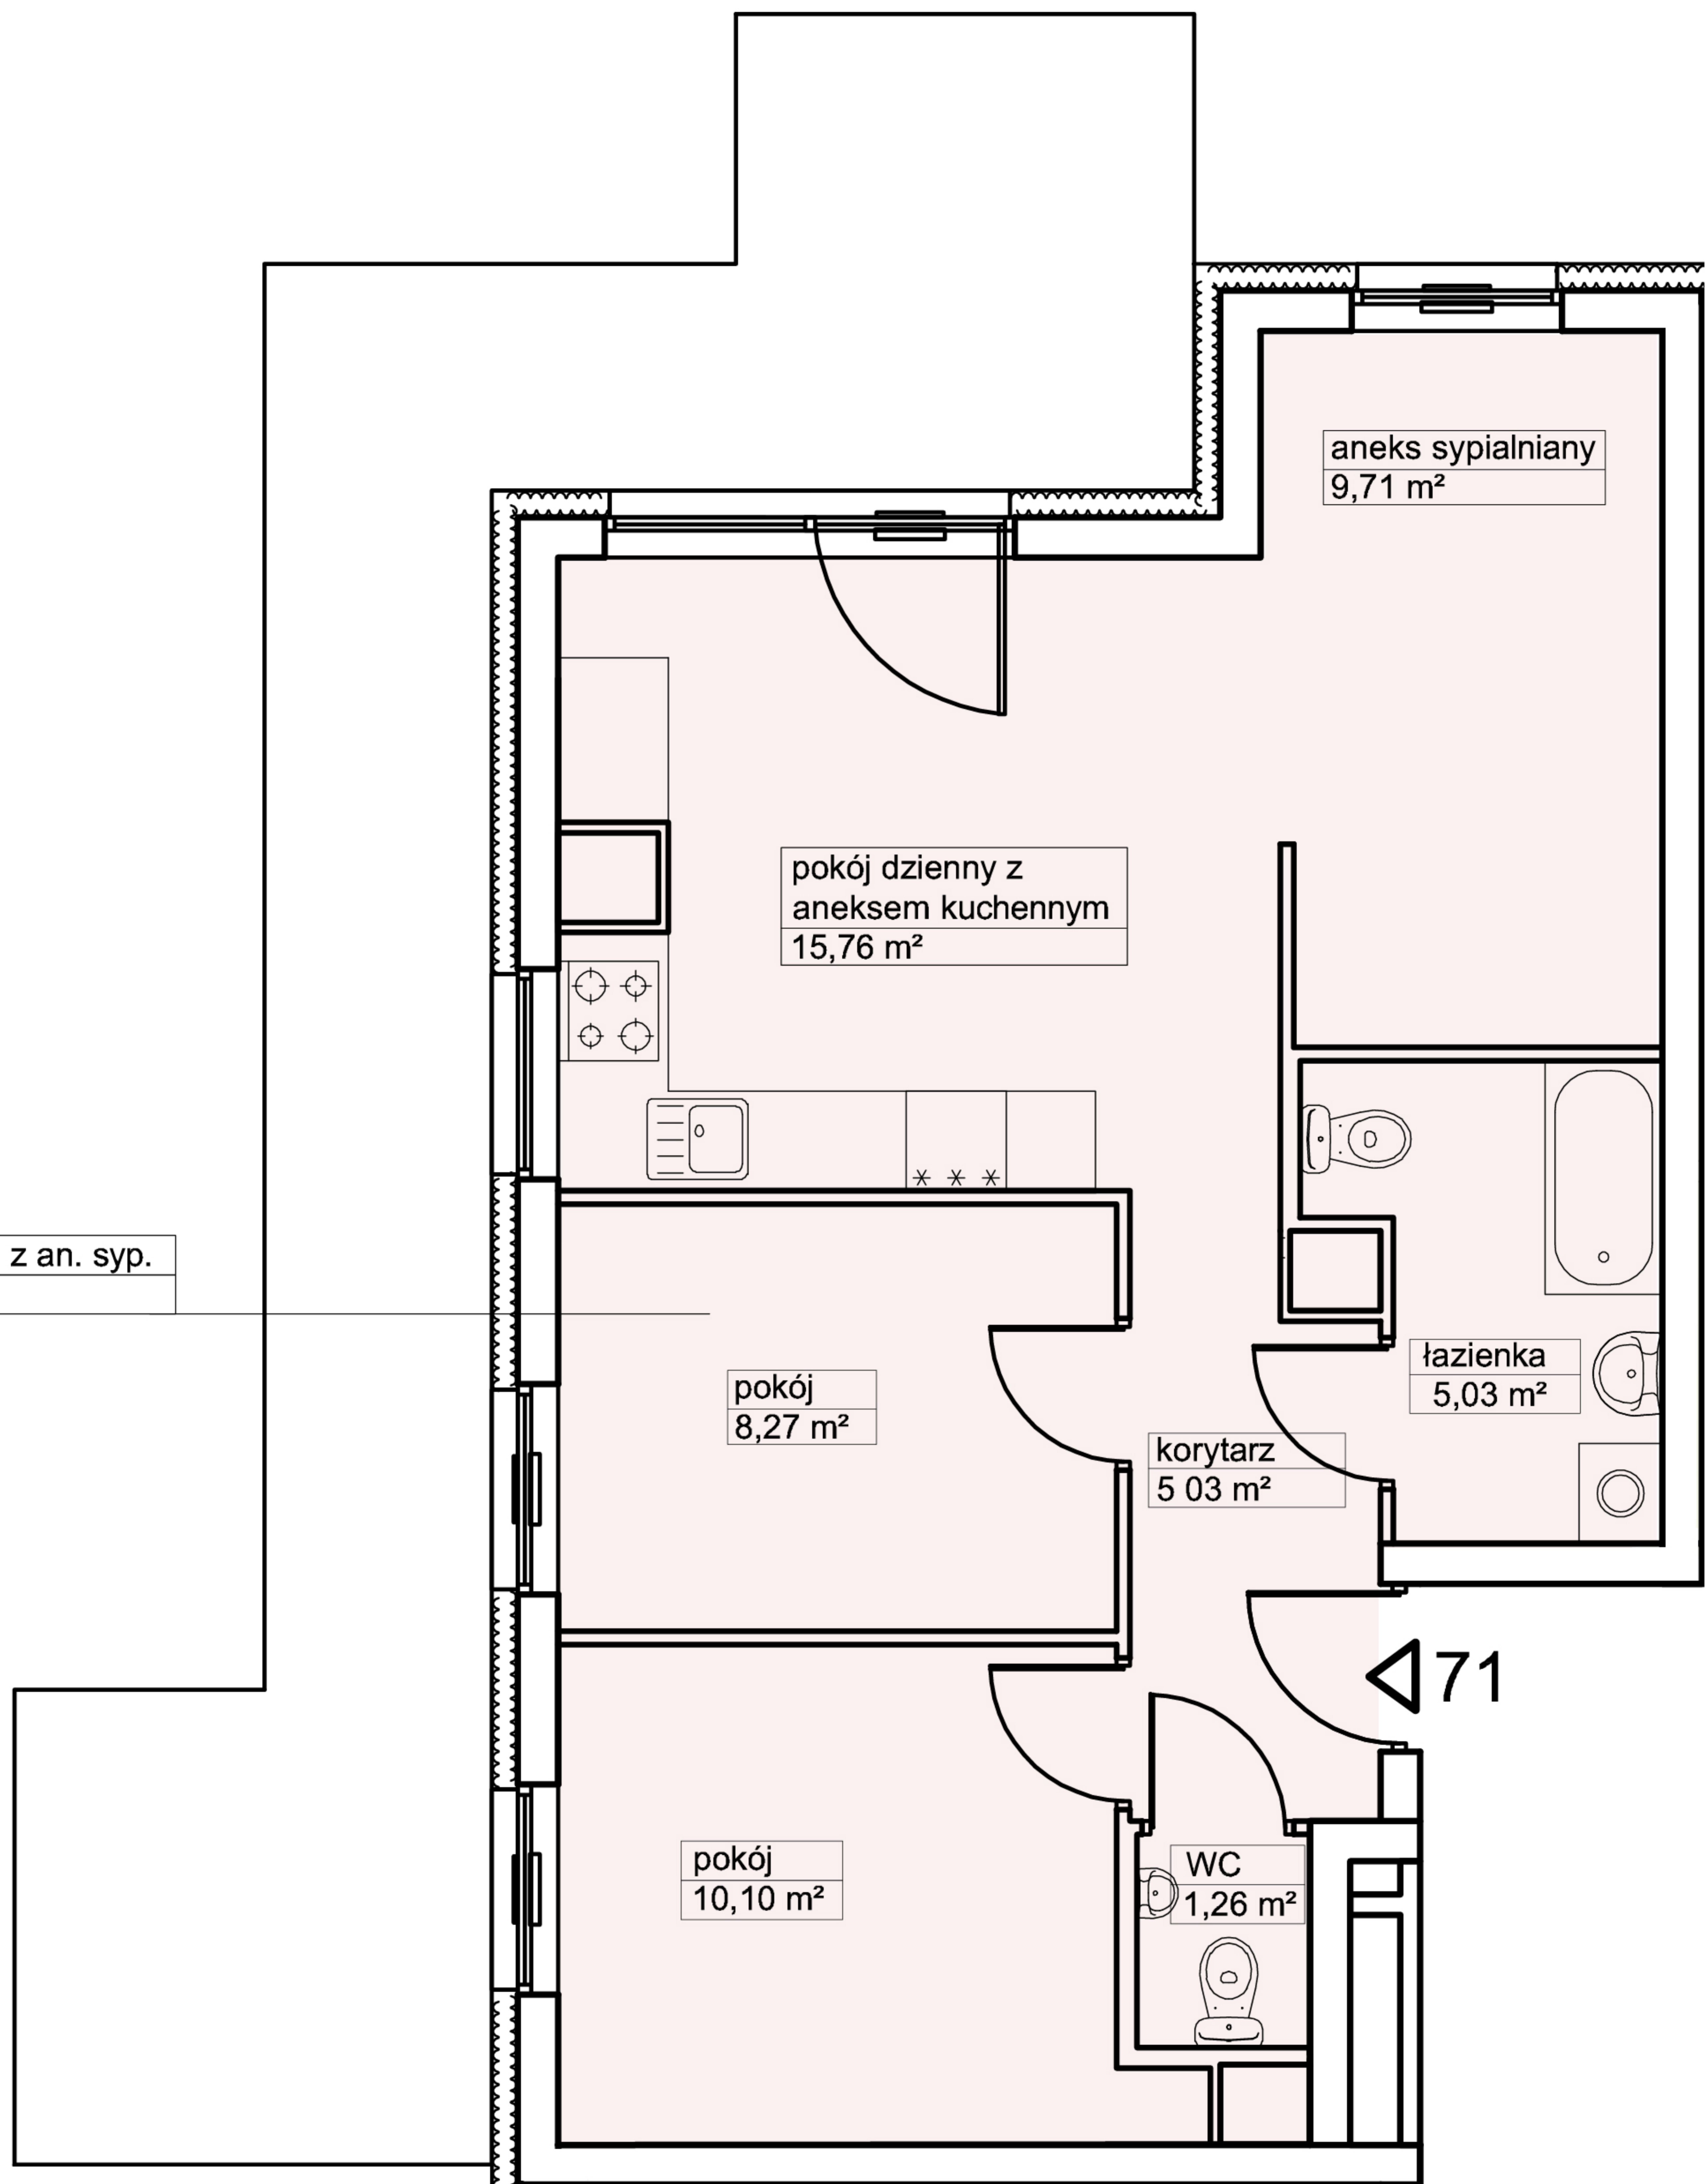 aneks sypialniany
9,71 m²
pokój dzienny z
aneksem kuchennym
15,76 m²
z an. syp.
łazienka
5,03 m²
pokój
8,27 m²
korytarz
5 03 m²
71
pokój
10,10 m²
WC
1,26 m²